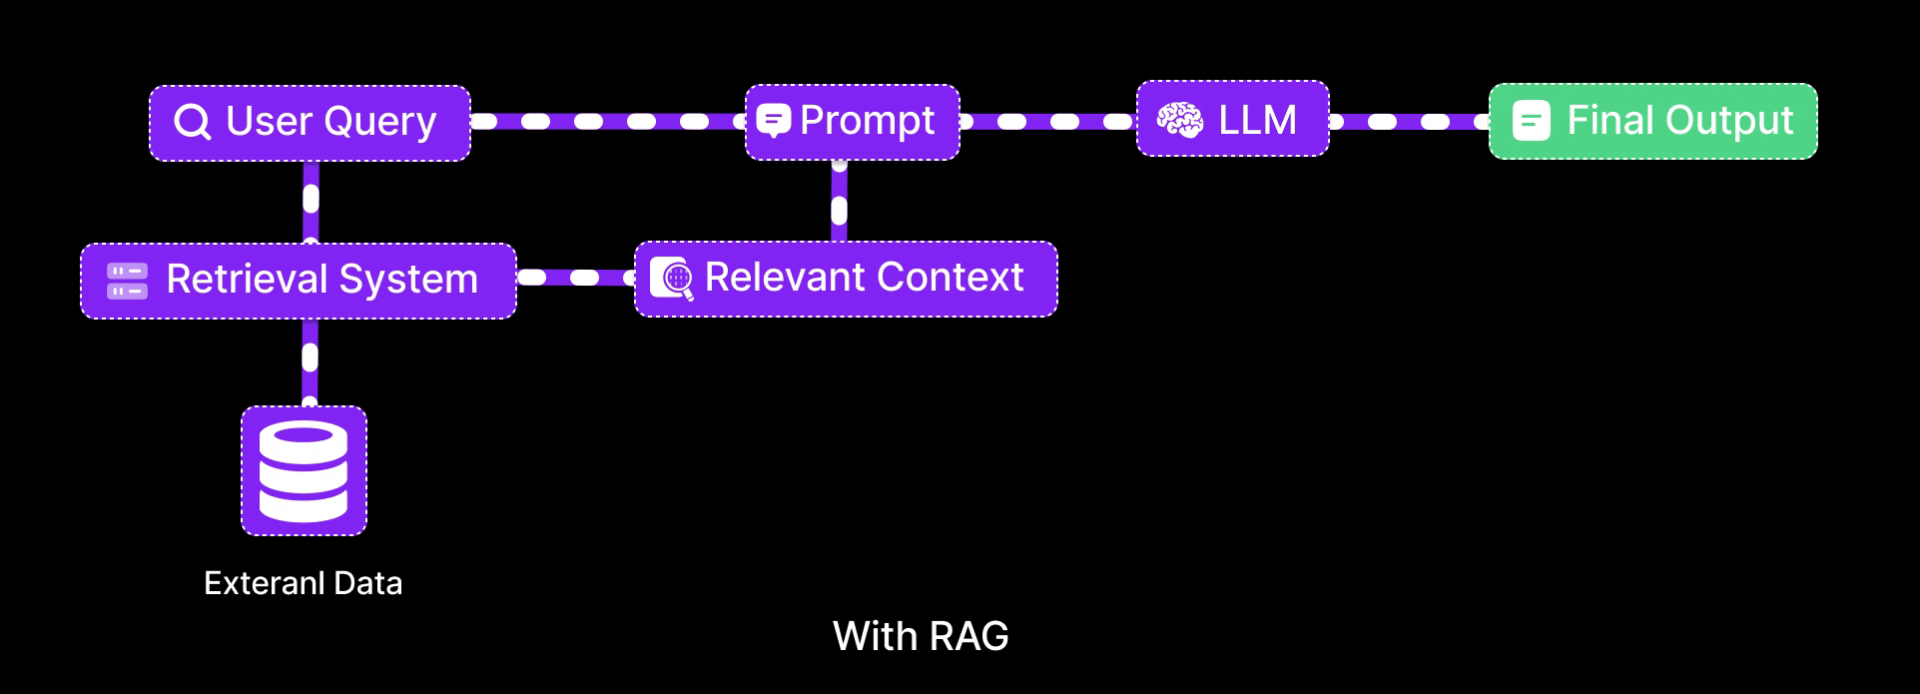 User Query
Prompt
LLM
Final Output
Retrieval System
Relevant Context
Exteranl Data
With RAG